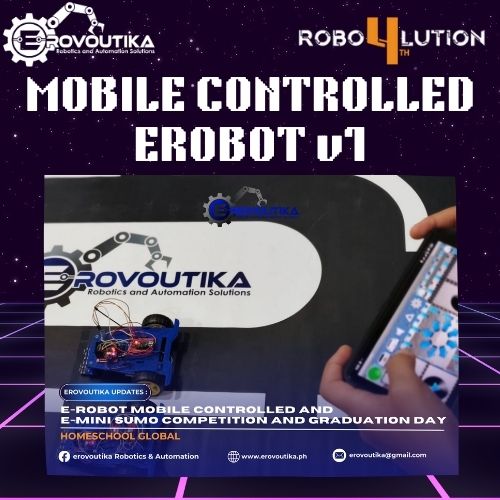 EROVOUTIKA
Robotics and Automation Solutions
ROBO4LUTION
TH
MOBILE CONTROLLED
EROBOT v1
EROVOUTIKA
EROVOUTIKA
Robotics and Automation Solutions
EROVOUTIKA UPDATES :
E-ROBOT MOBILE CONTROLLED AND
E-MINI SUMO COMPETITION AND GRADUATION DAY
HOMESCHOOL GLOBAL
erovoutika Robotics & Automation
www.erovoutika.ph
erovoutika@gmail.com